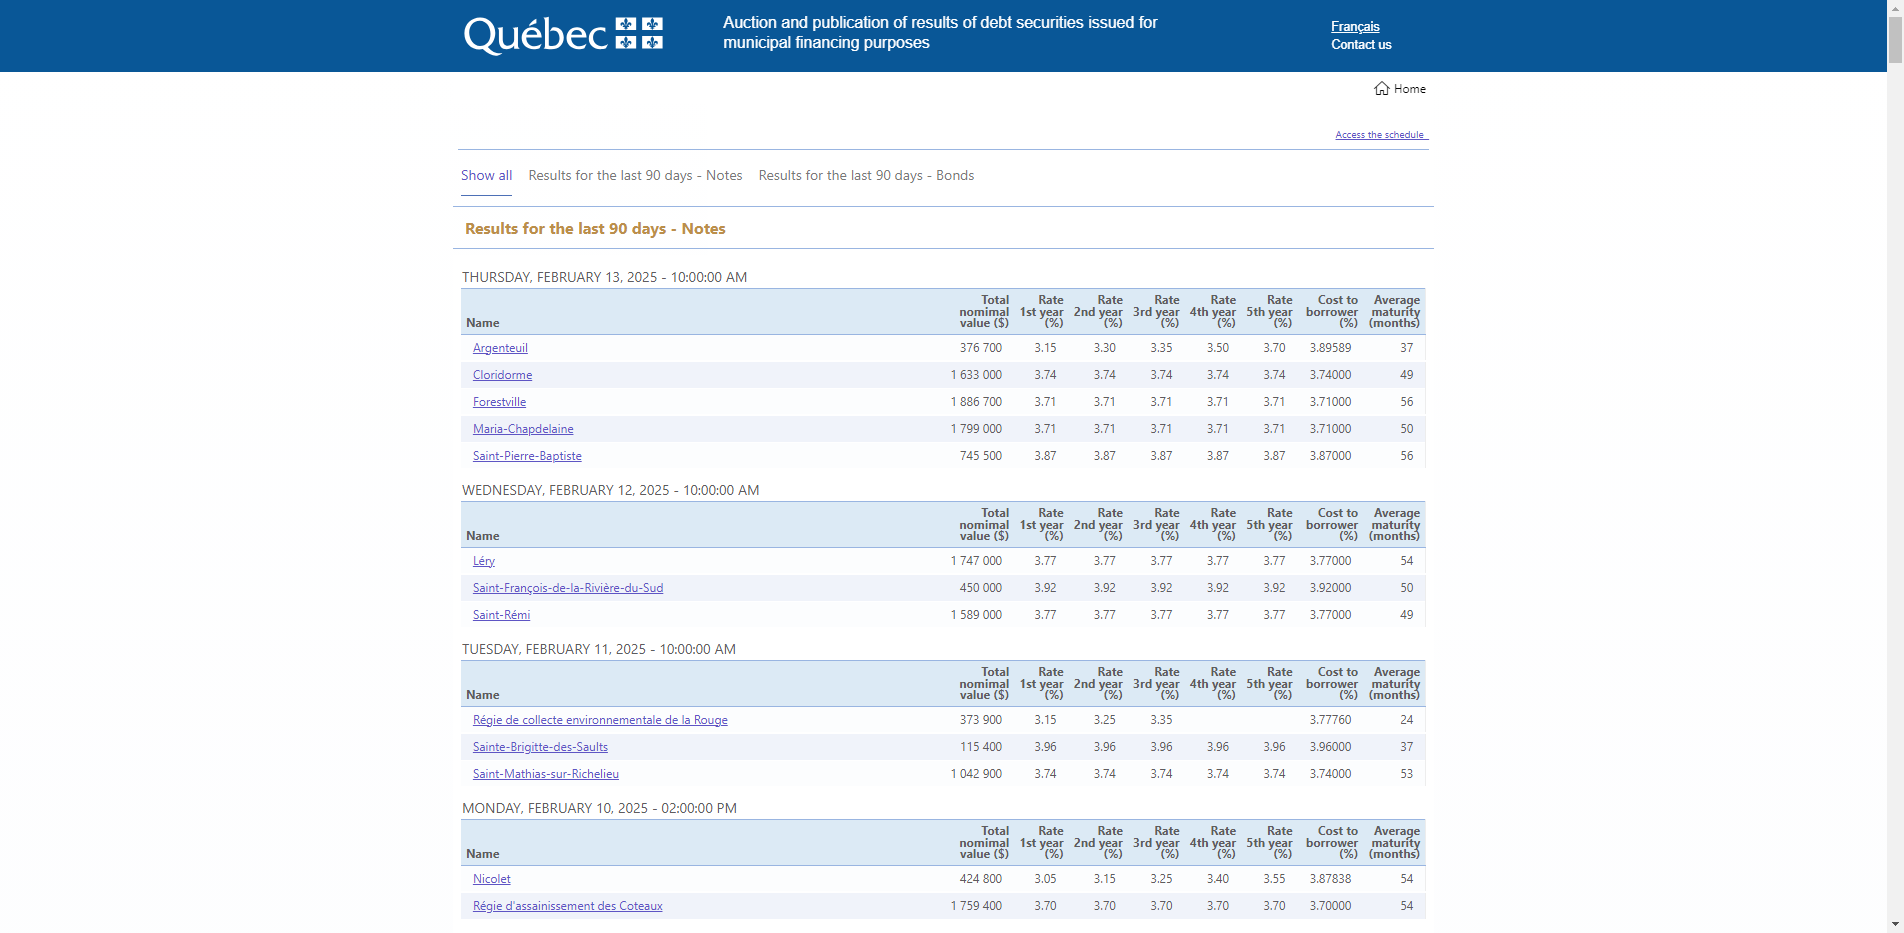 Québec
Auction and publication of results of debt securities issued for
municipal financing purposes
Français
Contact us
Home
Access the schedule
Show all Results for the last 90 days - Notes Results for the last 90 days - Bonds
Results for the last 90 days - Notes
THURSDAY, FEBRUARY 13, 2025 - 10:00:00 AM
Total Rate Rate Rate Rate Rate Cost to Average
nomimal 1st year 2nd year 3rd year 4th year 5th year borrower maturity
Name value ($) (%) (%) (%) (%) (%) (%) (months)
Argenteuil 376 700 3.15 3.30 3.35 3.50 3.70 3.89589 37
Cloridorme 1 633 000 3.74 3.74 3.74 3.74 3.74 3.74000 49
Forestville 1 886 700 3.71 3.71 3.71 3.71 3.71 3.71000 56
Maria-Chapdelaine 1 799 000 3.71 3.71 3.71 3.71 3.71 3.71000 50
Saint-Pierre-Baptiste 745 500 3.87 3.87 3.87 3.87 3.87 3.87000 56
WEDNESDAY, FEBRUARY 12, 2025 - 10:00:00 AM
Total Rate Rate Rate Rate Rate Cost to Average
nomimal 1st year 2nd year 3rd year 4th year 5th year borrower maturity
Name value ($) (%) (%) (%) (%) (%) (%) (months)
Léry 1 747 000 3.77 3.77 3.77 3.77 3.77 3.77000 54
Saint-François-de-la-Rivière-du-Sud 450 000 3.92 3.92 3.92 3.92 3.92 3.92000 50
Saint-Rémi 1 589 000 3.77 3.77 3.77 3.77 3.77 3.77000 49
TUESDAY, FEBRUARY 11, 2025 - 10:00:00 AM
Total Rate Rate Rate Rate Rate Cost to Average
nomimal 1st year 2nd year 3rd year 4th year 5th year borrower maturity
Name value ($) (%) (%) (%) (%) (%) (%) (months)
Régie de collecte environnementale de la Rouge 373 900 3.15 3.25 3.35 3.77760 24
Sainte-Brigitte-des-Saults 115 400 3.96 3.96 3.96 3.96 3.96 3.96000 37
Saint-Mathias-sur-Richelieu 1 042 900 3.74 3.74 3.74 3.74 3.74 3.74000 53
MONDAY, FEBRUARY 10, 2025 - 02:00:00 PM
Total Rate Rate Rate Rate Rate Cost to Average
nomimal 1st year 2nd year 3rd year 4th year 5th year borrower maturity
Name value ($) (%) (%) (%) (%) (%) (%) (months)
Nicolet 424 800 3.05 3.15 3.25 3.40 3.55 3.87838 54
Régie d'assainissement des Coteaux 1 759 400 3.70 3.70 3.70 3.70 3.70 3.70000 54